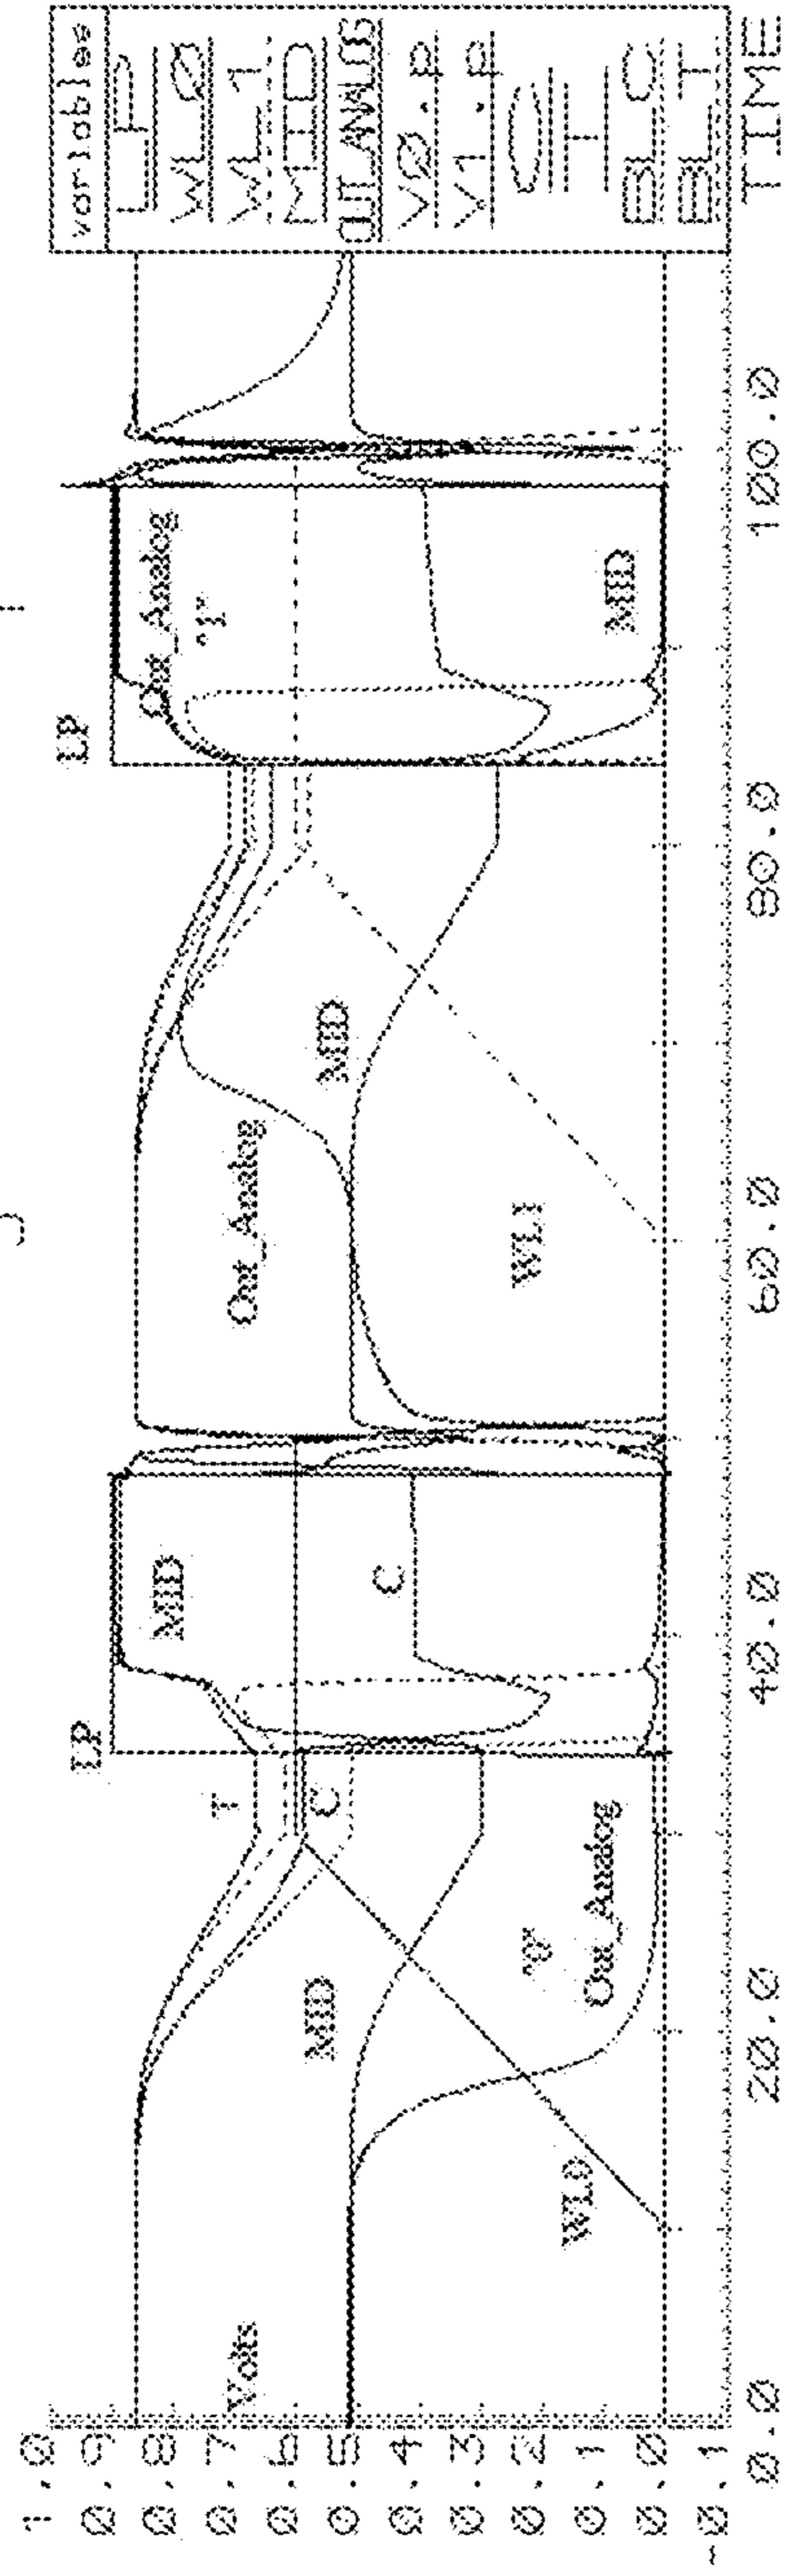 variables
LP
WL0
WL1
MID
OUT_ANALOG
V0.P
V1.P
C
T
BLC
BLT
1.0
0.9
0.8
0.7
0.6
0.5
0.4
0.3
0.2
0.1
0.0
-0.1
Volts
WL0
MID
"0"
Out_Analog
T
C
LP
MID
C
Out_Analog
WL1
MID
LP
Out_Analog
"1"
MID
0.0
20.0
40.0
60.0
80.0
100.0
TIME